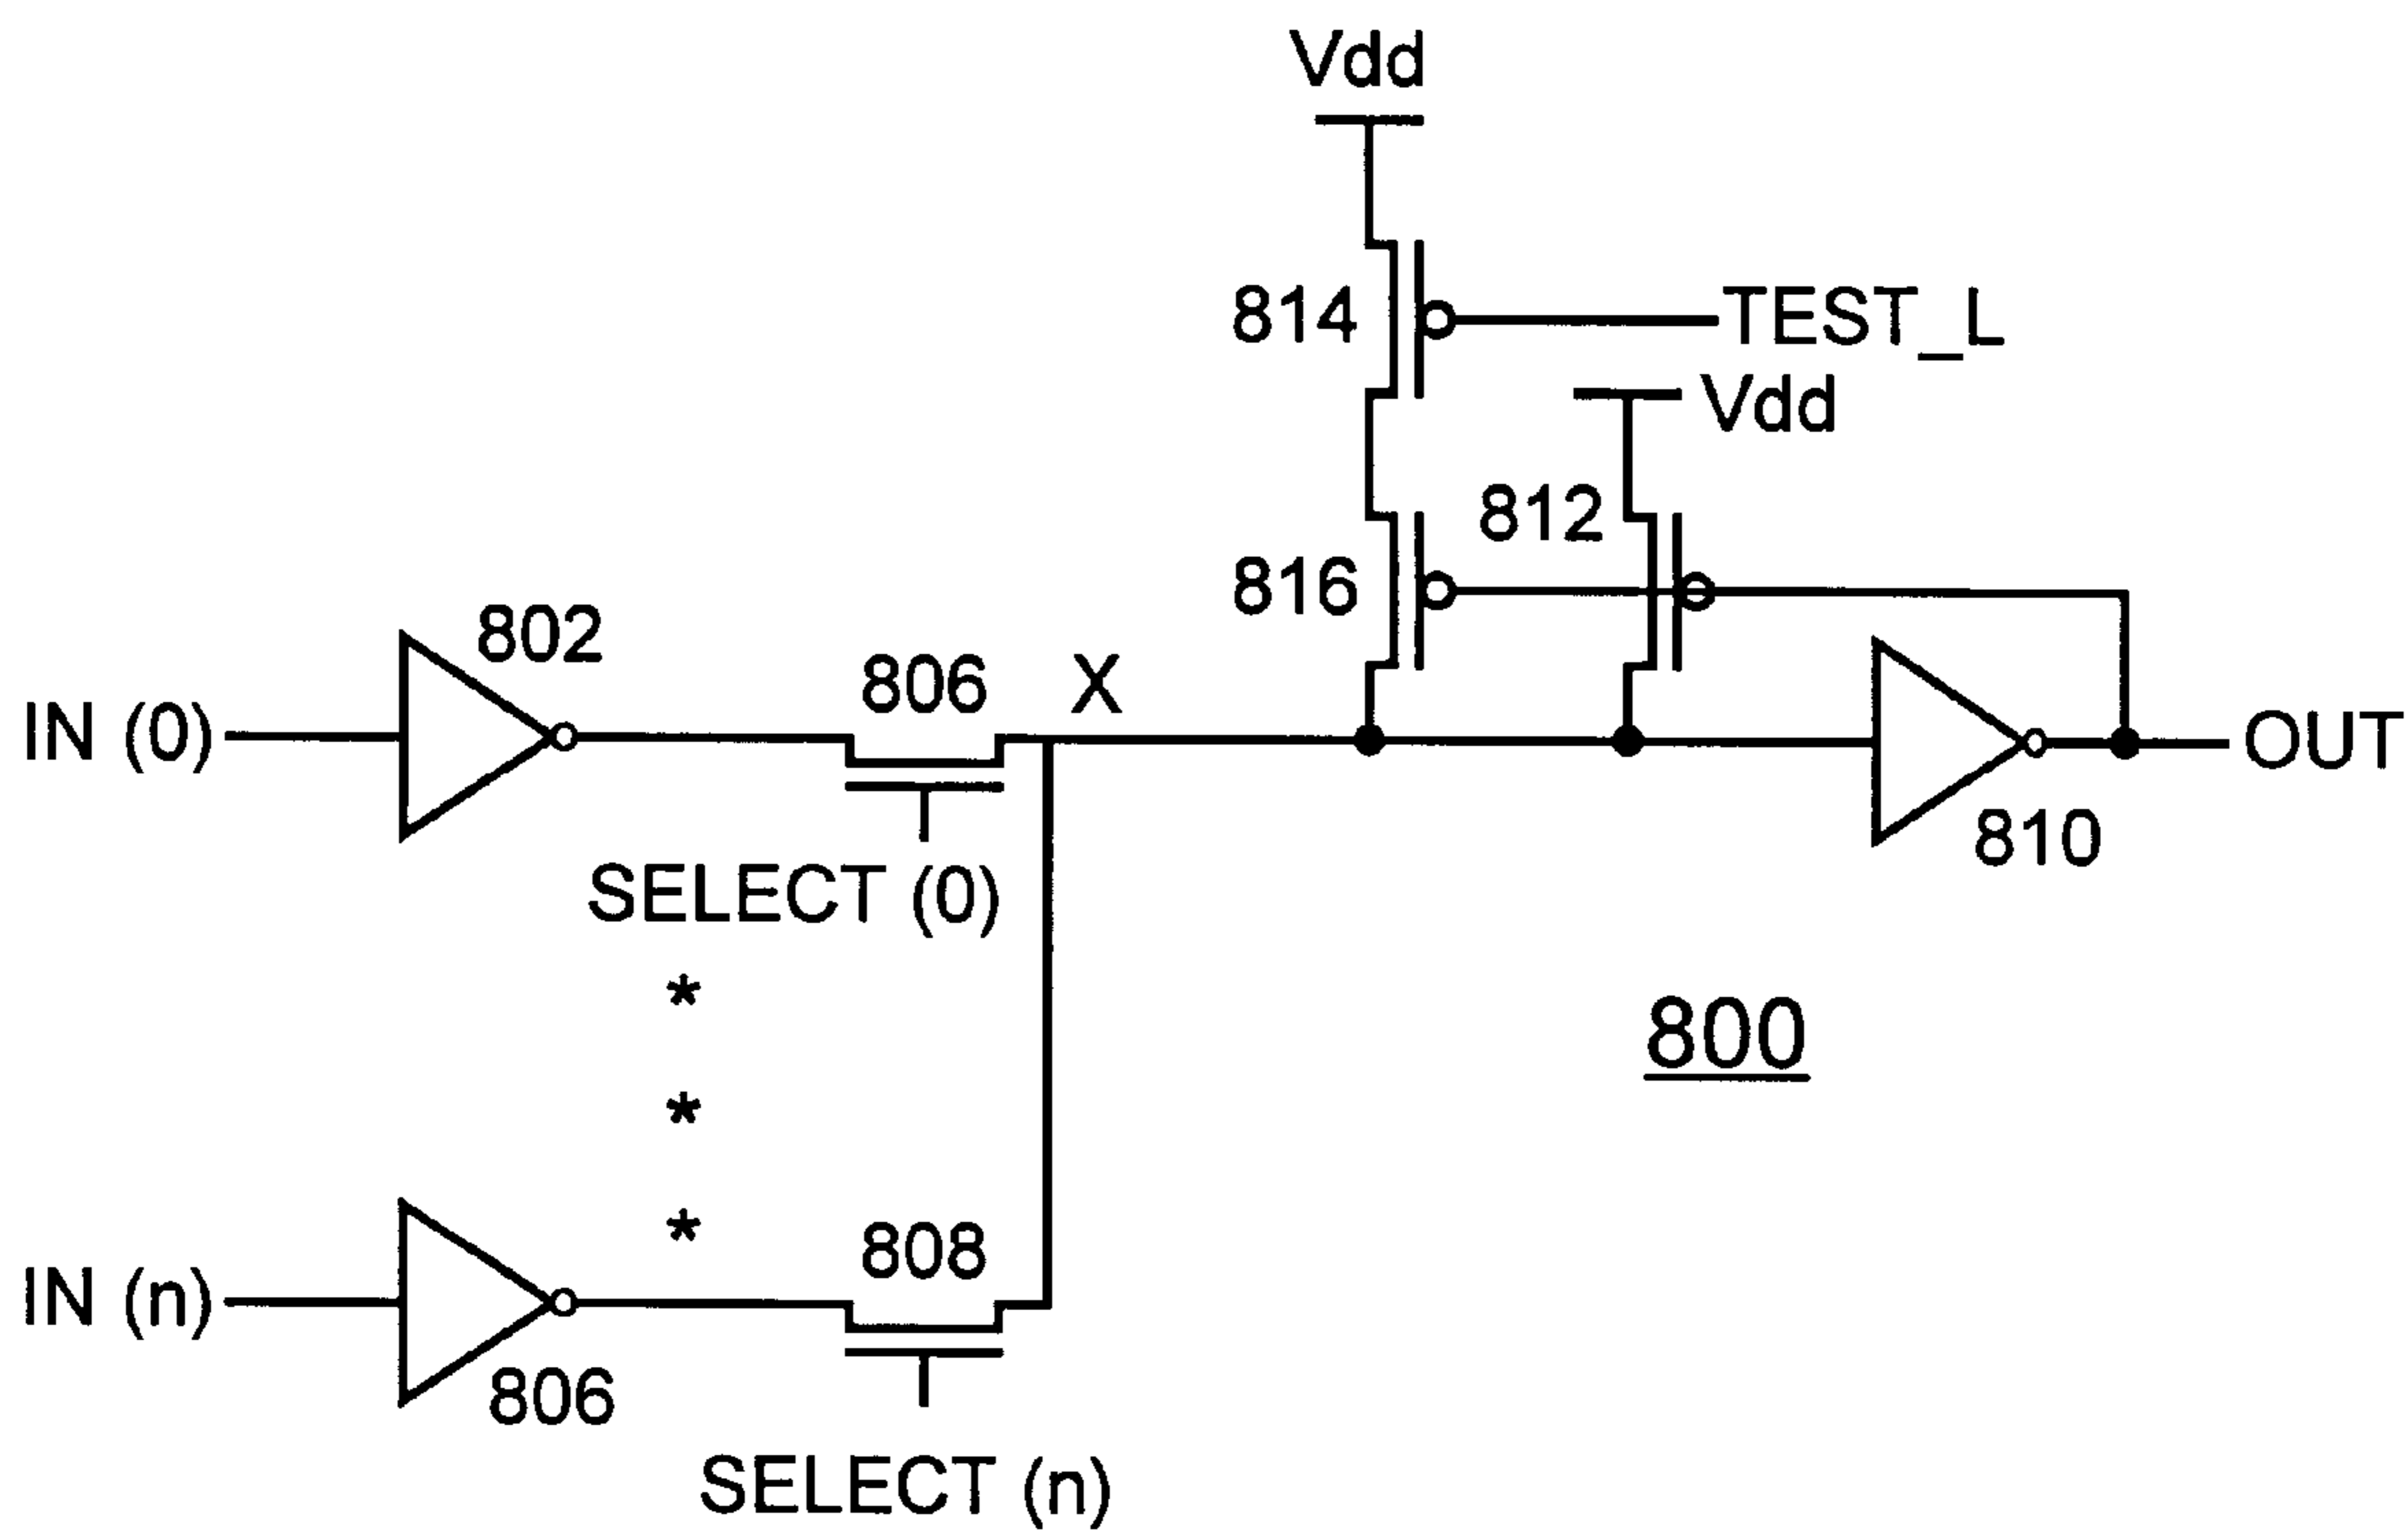 Vdd
814
TEST_L
Vdd
812
816
802
806
X
IN (0)
OUT
810
SELECT (0)
*
800
*
*
808
IN (n)
806
SELECT (n)